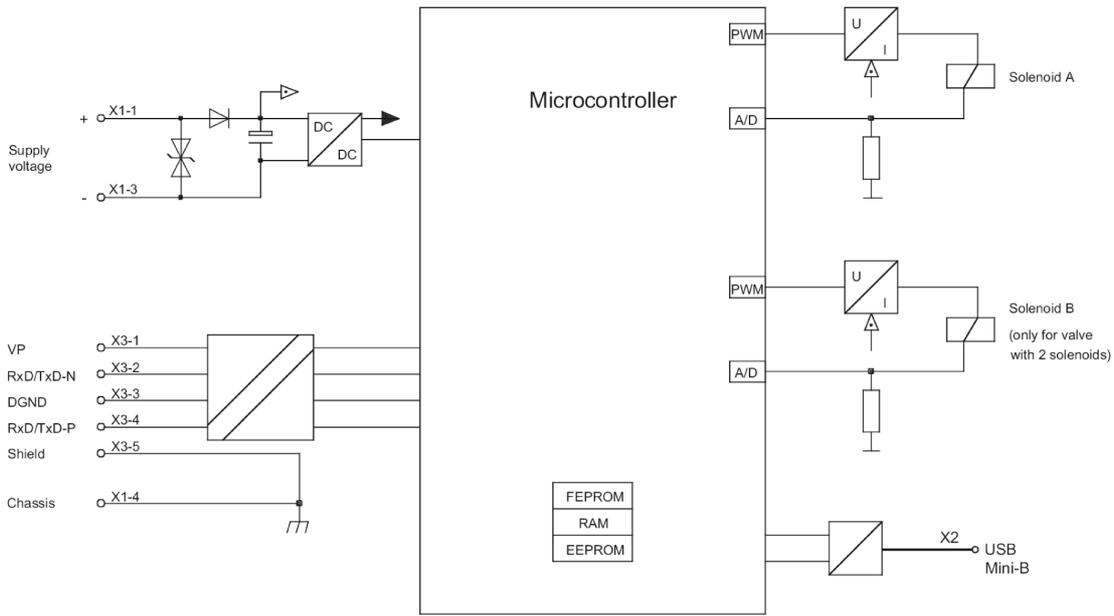 Microcontroller
+
X1-1
Supply
voltage
-
X1-3
DC
DC
VP
X3-1
RxD/TxD-N
X3-2
DGND
X3-3
RxD/TxD-P
X3-4
Shield
X3-5
Chassis
X1-4
PWM
U
I
Solenoid A
A/D
PWM
U
I
Solenoid B
(only for valve
with 2 solenoids)
A/D
FEPROM
RAM
EEPROM
X2
USB
Mini-B